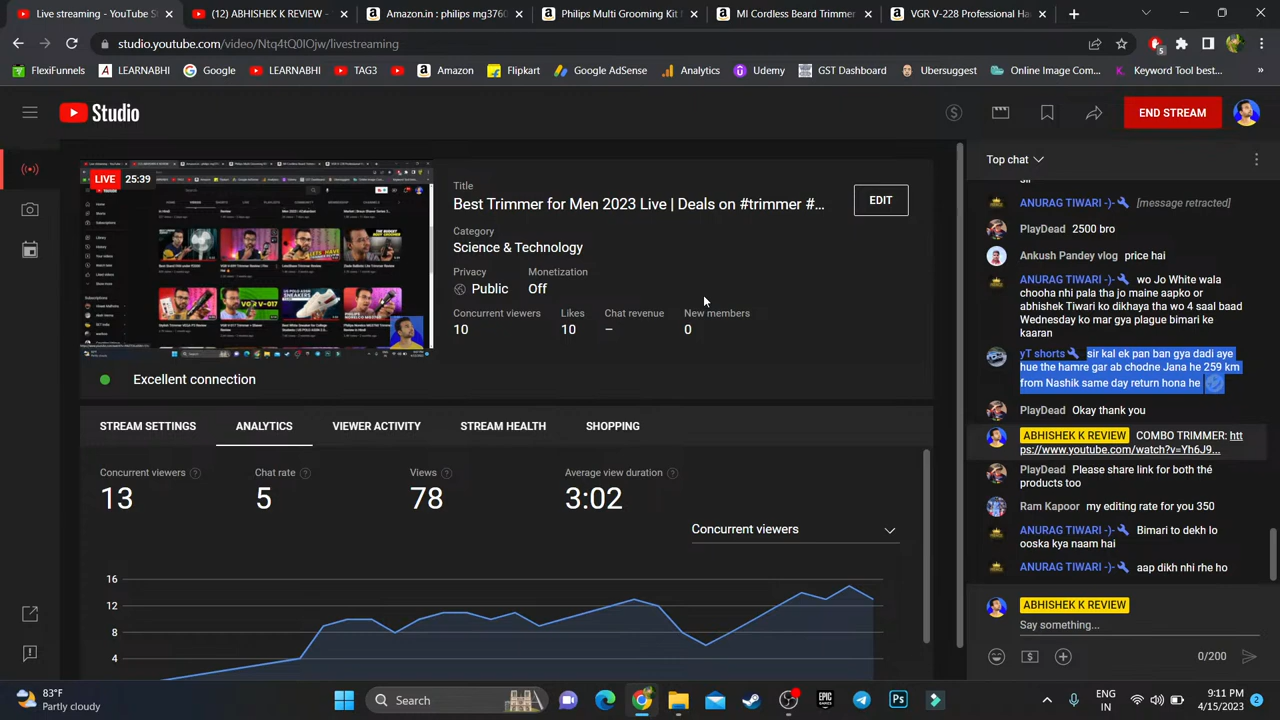 Live streaming - YouTube S
(12) ABHISHEK K REVIEW -
Amazon.in : philips mg3760
Philips Multi Grooming Kit M
MI Cordless Beard Trimmer
VGR V-228 Professional Ha
studio.youtube.com/video/Ntq4tQ0IOjw/livestreaming
FlexiFunnels
LEARNABHI
Google
LEARNABHI
TAG3
Amazon
Flipkart
Google AdSense
Analytics
Udemy
GST Dashboard
Ubersuggest
Online Image Com...
Keyword Tool best...
Studio
END STREAM
LIVE 25:39
Title
Best Trimmer for Men 2023 Live | Deals on #trimmer #...
Category
Science & Technology
Privacy Monetization
Public Off
Concurrent viewers Likes Chat revenue New members
10 10 – 0
Excellent connection
STREAM SETTINGS ANALYTICS VIEWER ACTIVITY STREAM HEALTH SHOPPING
Concurrent viewers Chat rate Views Average view duration
13 5 78 3:02
Concurrent viewers
16
12
8
4
Top chat
ANURAG TIWARI -)- [message retracted]
PlayDead 250 bro
Anibha my vlogs nice hai
ANURAG TIWARI -)- wo Jo White wala
chooha nhi pala tha jo maine aapko or
abhishek Tiwari ko dikhaya tha wo 4 saal baad
Wednesday ko mar gya plague bimari ke
kaaran
yT shorts sir kal ek pan ban gya dadi aye
hue the hamre gar ab chodne Jana he 259 km
from Nashik same day return hona he
PlayDead Okay thank you
ABHISHEK K REVIEW COMBO TRIMMER: htt
ps://www.youtube.com/watch?v=Yh6J9...
PlayDead Please share link for both thé
products too
Ram Kapoor my editing rate for you 350
ANURAG TIWARI -)- Bimari to dekh lo
ooska kya naam hai
ANURAG TIWARI -)- aap dikh nhi rhe ho
ABHISHEK K REVIEW
Say something...
0/200
83°F
Partly cloudy
Search
ENG
IN
9:11 PM
4/15/2023
2